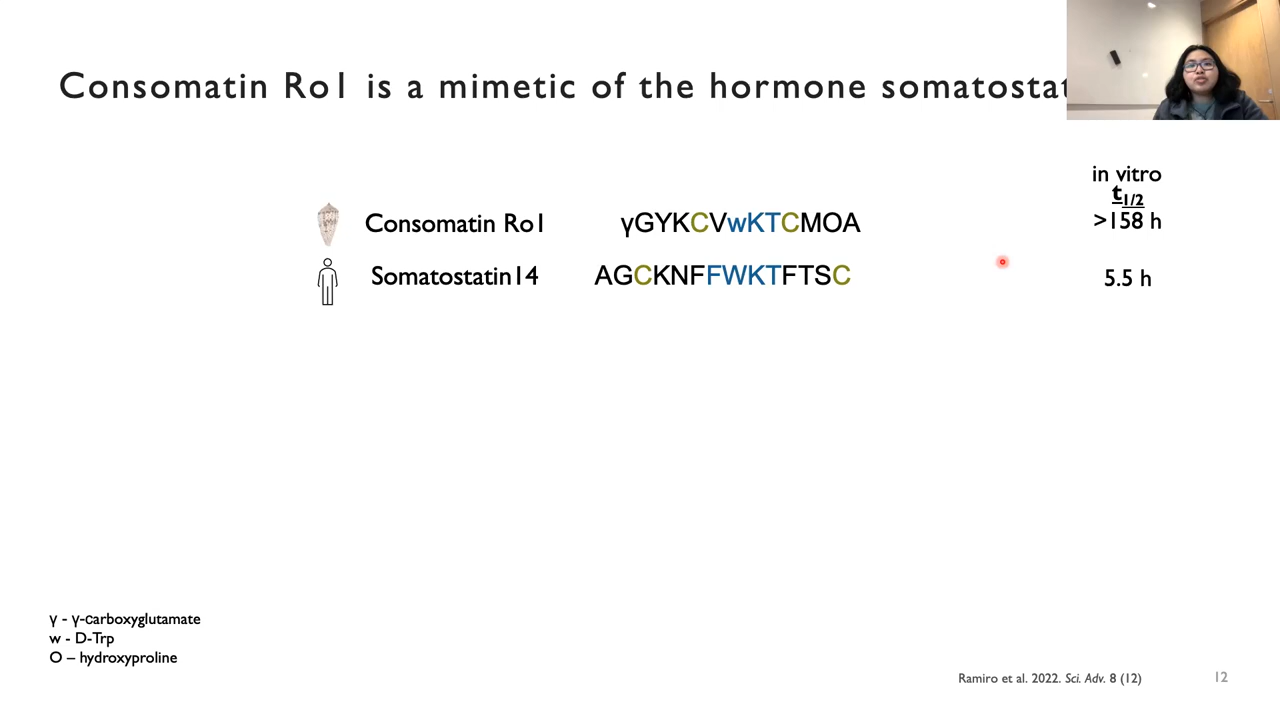 Consomatin Ro1 is a mimetic of the hormone
in vitro
t1/2
Consomatin Ro1 γGYKCVwKTCMOA >158 h
Somatostatin14 AGCKNFFWKTFTSC 5.5 h
γ - γ-carboxyglutamate
w - D-Trp
O – hydroxyproline
Ramiro et al. 2022. Sci. Adv. 8 (12)
12